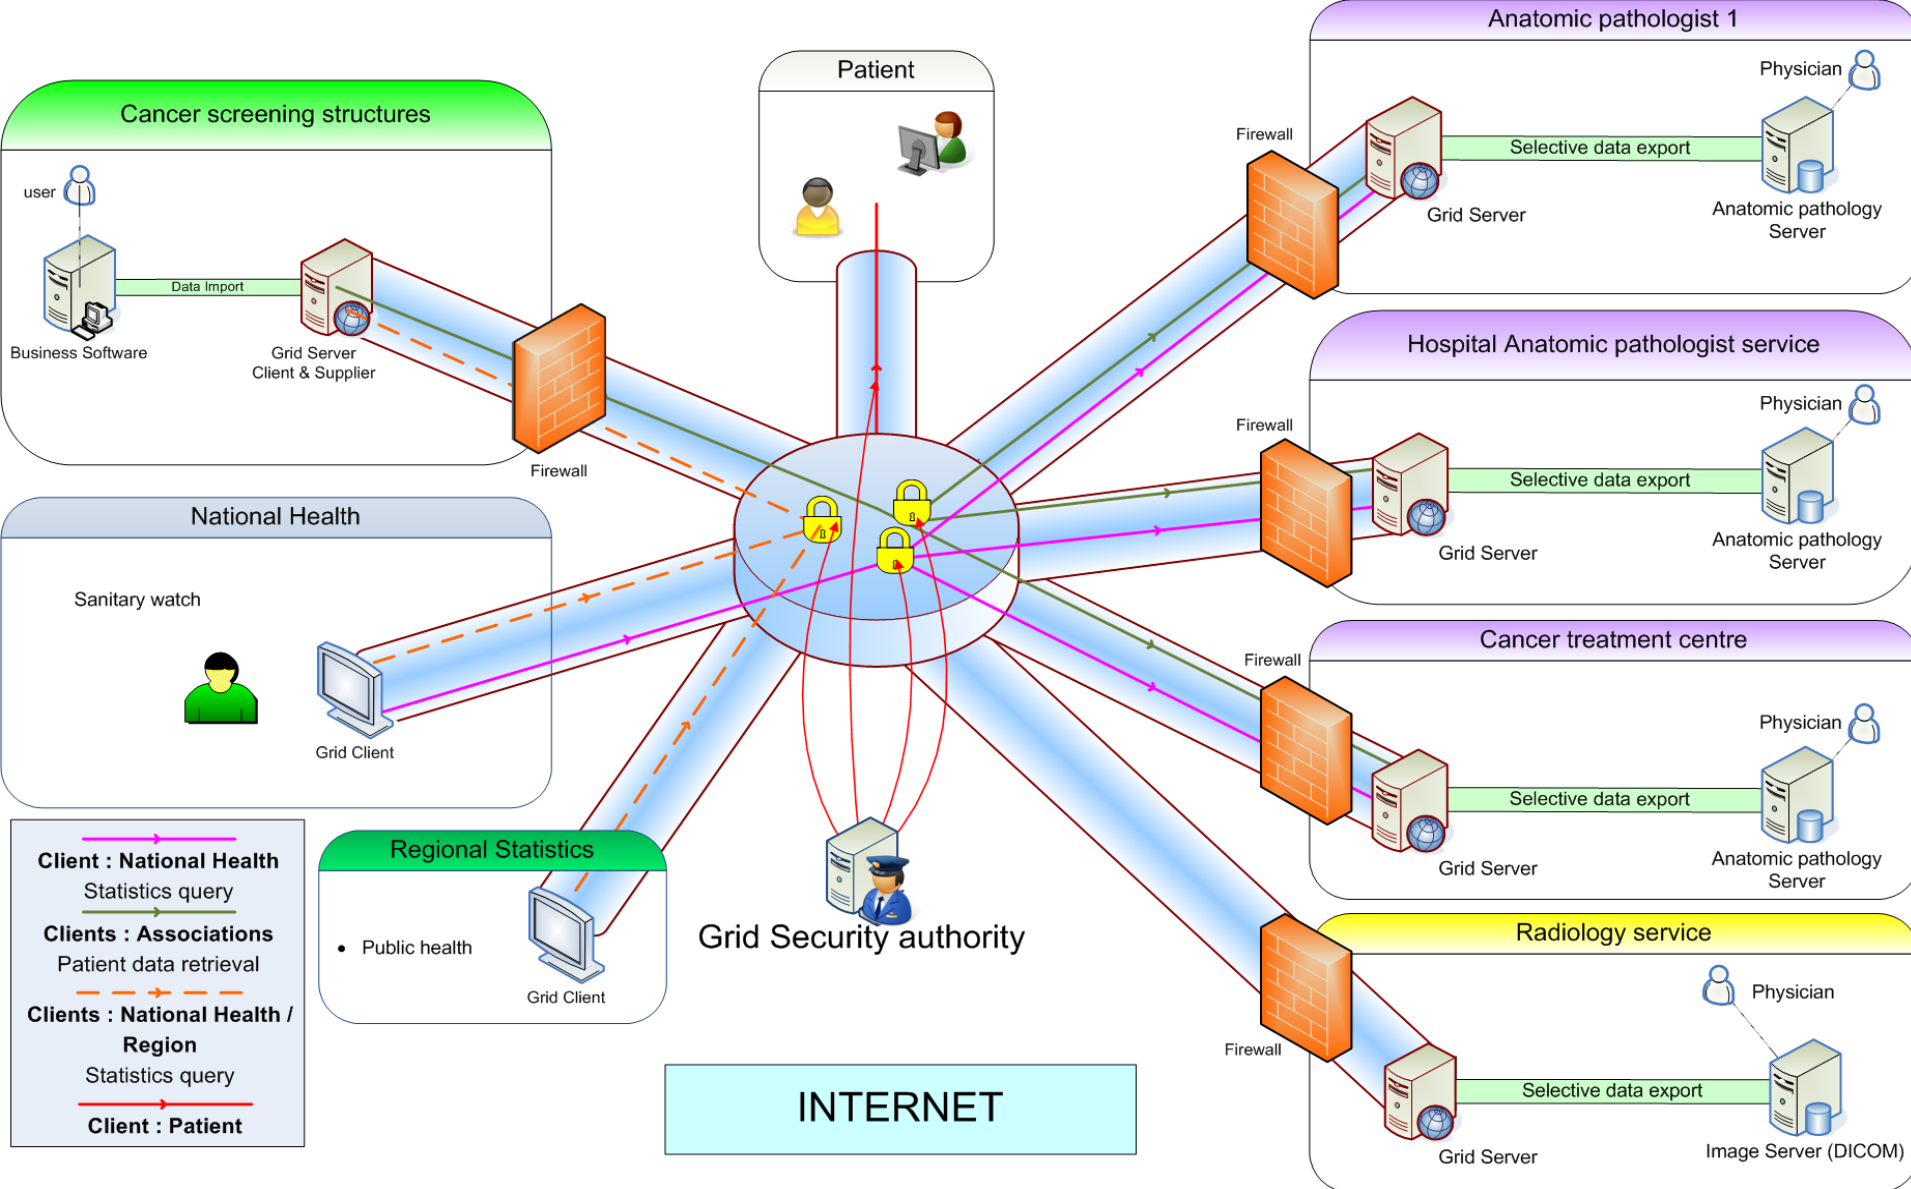 Cancer screening structures
user
Data Import
Business Software
Grid Server
Client & Supplier
Firewall
Patient
Anatomic pathologist 1
Physician
Firewall
Selective data export
Grid Server
Anatomic pathology
Server
Hospital Anatomic pathologist service
Physician
Firewall
Selective data export
Grid Server
Anatomic pathology
Server
National Health
Sanitary watch
Grid Client
Cancer treatment centre
Physician
Firewall
Selective data export
Grid Server
Anatomic pathology
Server
Client : National Health
Statistics query
Clients : Associations
Patient data retrieval
Clients : National Health /
Region
Statistics query
Client : Patient
Regional Statistics
• Public health
Grid Client
Grid Security authority
Radiology service
Physician
Firewall
Selective data export
Grid Server
Image Server (DICOM)
INTERNET